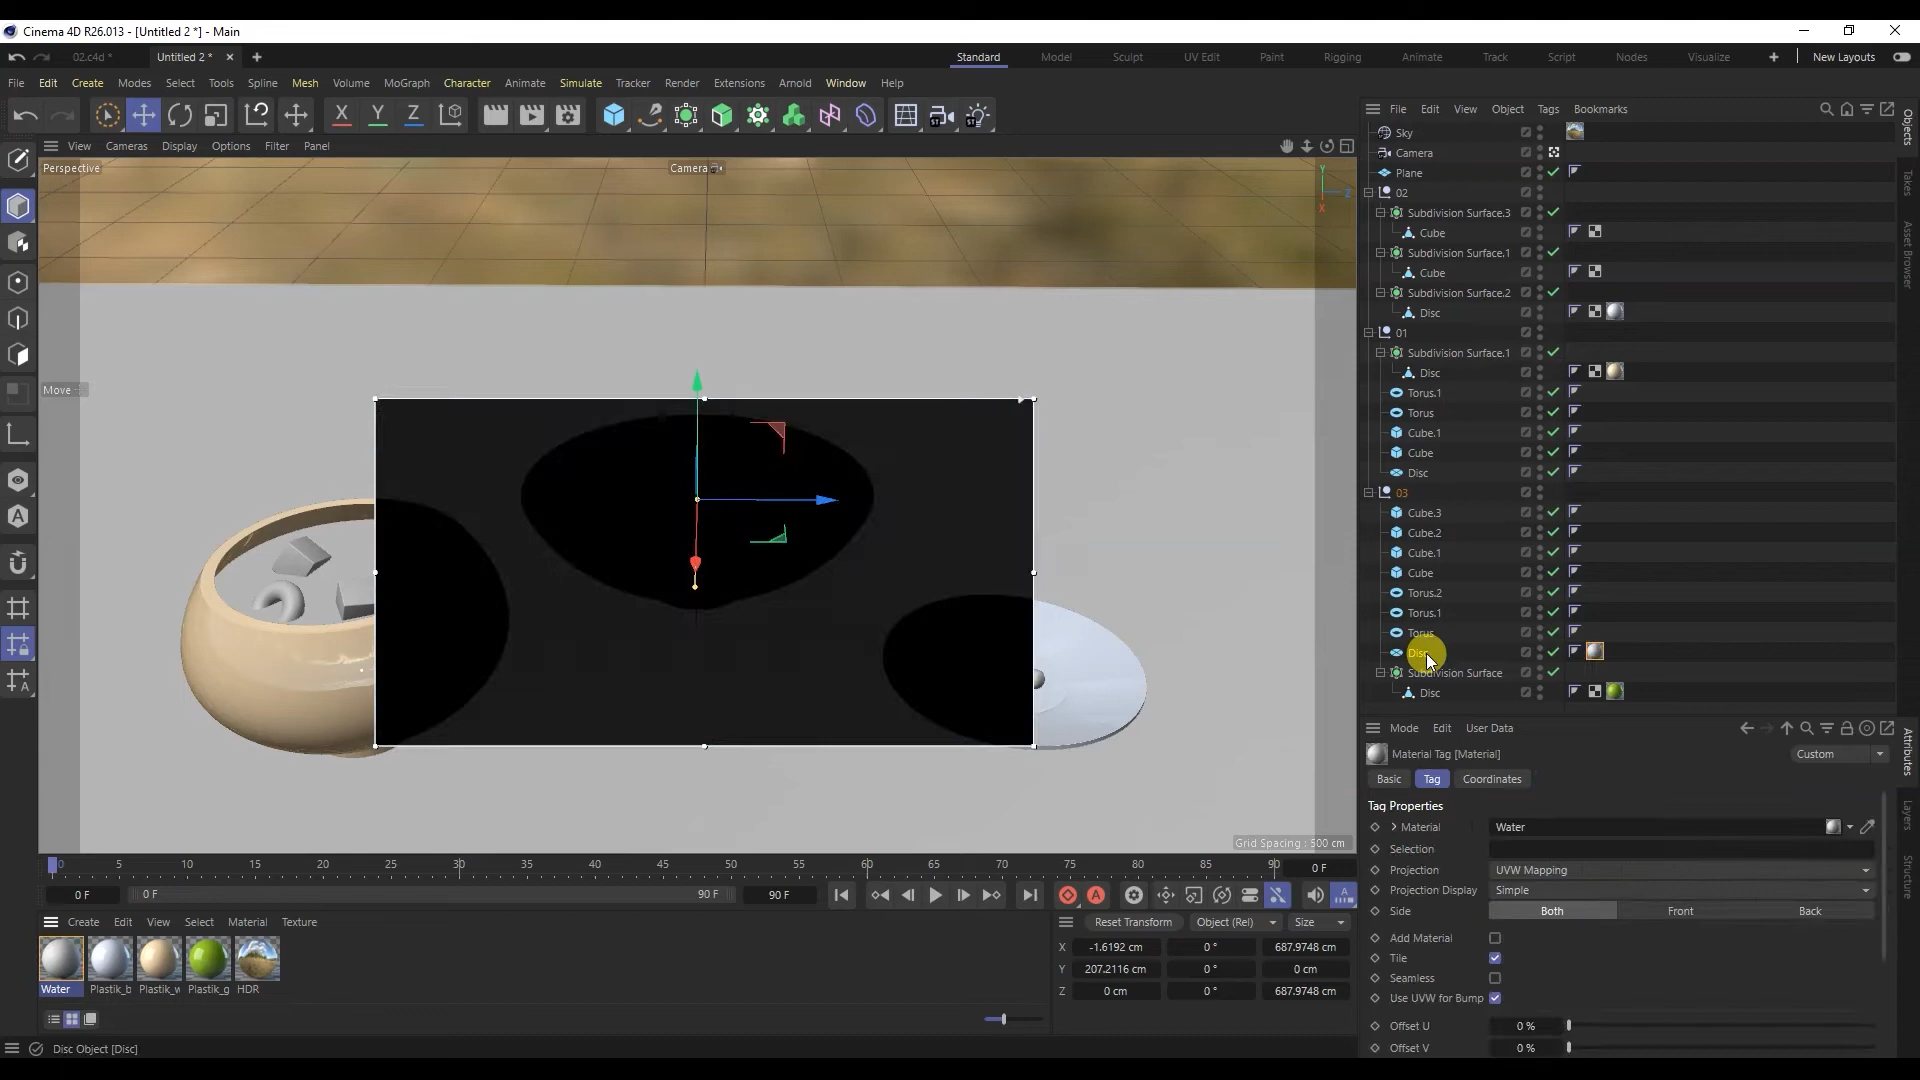 Cinema 4D R26.013 - [Untitled 2 *] - Main
02.c4d *
Untitled 2 *
Standard
Model
Sculpt
UV Edit
Paint
Rigging
Animate
Track
Script
Nodes
Visualize
New Layouts
File
Edit
Create
Modes
Select
Tools
Spline
Mesh
Volume
MoGraph
Character
Animate
Simulate
Tracker
Render
Extensions
Arnold
Window
Help
X
Y
Z
ST
ST
View
Cameras
Display
Options
Filter
Panel
Perspective
Camera
Y
Z
X
Move
Grid Spacing : 500 cm
File
Edit
View
Object
Tags
Bookmarks
Sky
Camera
Plane
02
Subdivision Surface.3
Cube
Subdivision Surface.1
Cube
Subdivision Surface.2
Disc
01
Subdivision Surface.1
Disc
Torus.1
Torus
Cube.1
Cube
Disc
03
Cube.3
Cube.2
Cube.1
Cube
Torus.2
Torus.1
Torus
Disc
Subdivision Surface
Disc
Objects
Takes
Asset Browser
Mode
Edit
User Data
Material Tag [Material]
Custom
Basic
Tag
Coordinates
Tag Properties
Material
Water
Selection
Projection
UVW Mapping
Projection Display
Simple
Side
Both
Front
Back
Add Material
Tile
Seamless
Use UVW for Bump
Offset U
0 %
Offset V
0 %
Attributes
Layers
Structure
0
5
10
15
20
25
30
35
40
45
50
55
60
65
70
75
80
85
90
0 F
0 F
0 F
90 F
90 F
Create
Edit
View
Select
Material
Texture
Water
Plastik_b
Plastik_w
Plastik_g
HDR
Reset Transform
Object (Rel)
Size
X
-1.6192 cm
0 °
687.9748 cm
Y
207.2116 cm
0 °
0 cm
Z
0 cm
0 °
687.9748 cm
Disc Object [Disc]